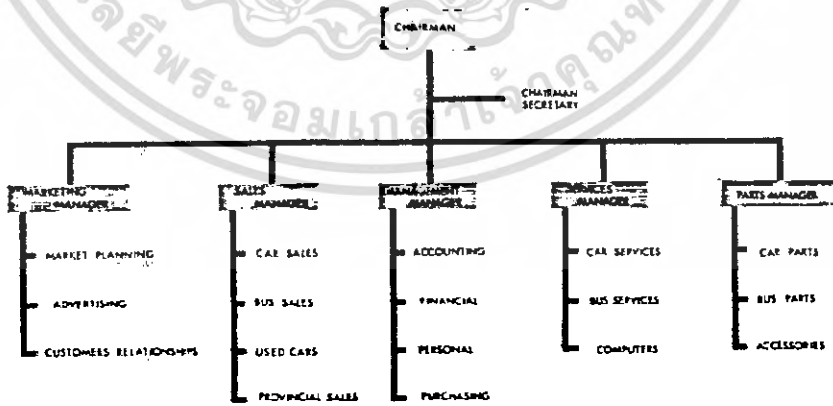 CHAIRMAN
CHAIRMAN
SECRETARY
MARKETING
MANAGER
SALES
MANAGER
MANAGEMENT
MANAGER
SERVICES
MANAGER
PARTS MANAGER
MARKET PLANNING
ADVERTISING
CUSTOMERS RELATIONSHIPS
CAR SALES
BUS SALES
USED CARS
PROVINCIAL SALES
ACCOUNTING
FINANCIAL
PERSONAL
PURCHASING
CAR SERVICES
BUS SERVICES
COMPUTERS
CAR PARTS
BUS PARTS
ACCESSORIES